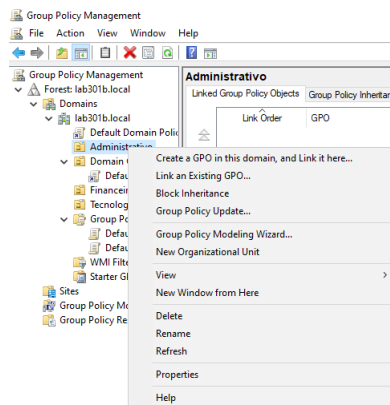 Group Policy Management
File Action View Window Help
Group Policy Management
Forest: lab301b.local
Domains
lab301b.local
Default Domain Polic
Administrativo
Domain
Defau
Financeir
Tecnolog
Group Po
Defau
Defau
WMI Filte
Starter GP
Sites
Group Policy Mo
Group Policy Re
Administrativo
Linked Group Policy Objects Group Policy Inheritan
Link Order GPO
Create a GPO in this domain, and Link it here...
Link an Existing GPO...
Block Inheritance
Group Policy Update...
Group Policy Modeling Wizard...
New Organizational Unit
View
New Window from Here
Delete
Rename
Refresh
Properties
Help